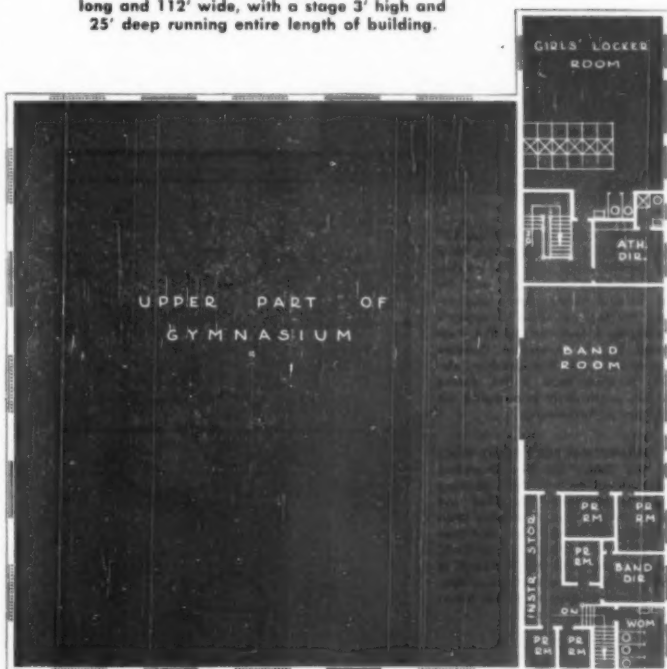 long and 112' wide, with a stage 3' high and
25' deep running entire length of building.
GIRLS' LOCKER
ROOM
DN
ATH.
DIR.
UPPER PART OF
GYMNASIUM
BAND
ROOM
INSTR. STOR.
PR
RM
PR
RM
PR
RM
BAND
DIR
DN
WOM
PR
RM
PR
RM